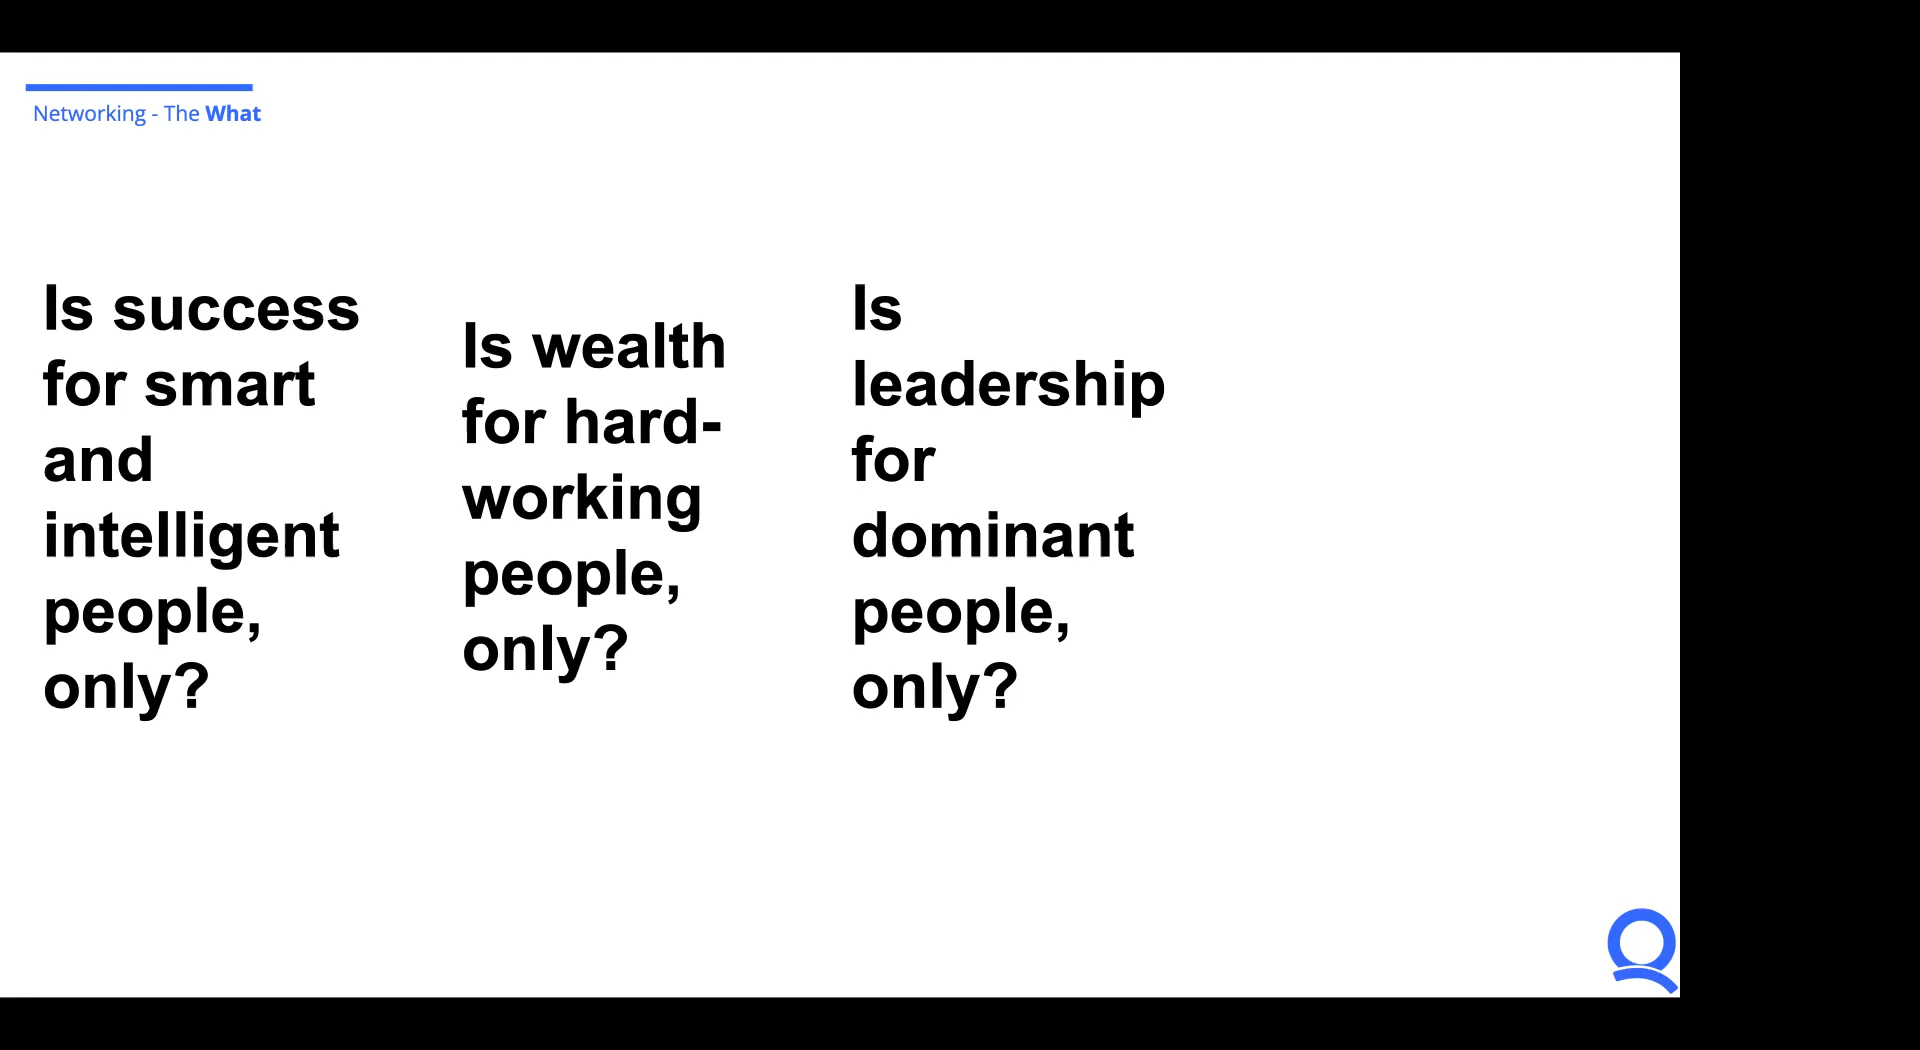 Networking - The What
Is success
for smart
and
intelligent
people,
only?
Is wealth
for hard-
working
people,
only?
Is
leadership
for
dominant
people,
only?